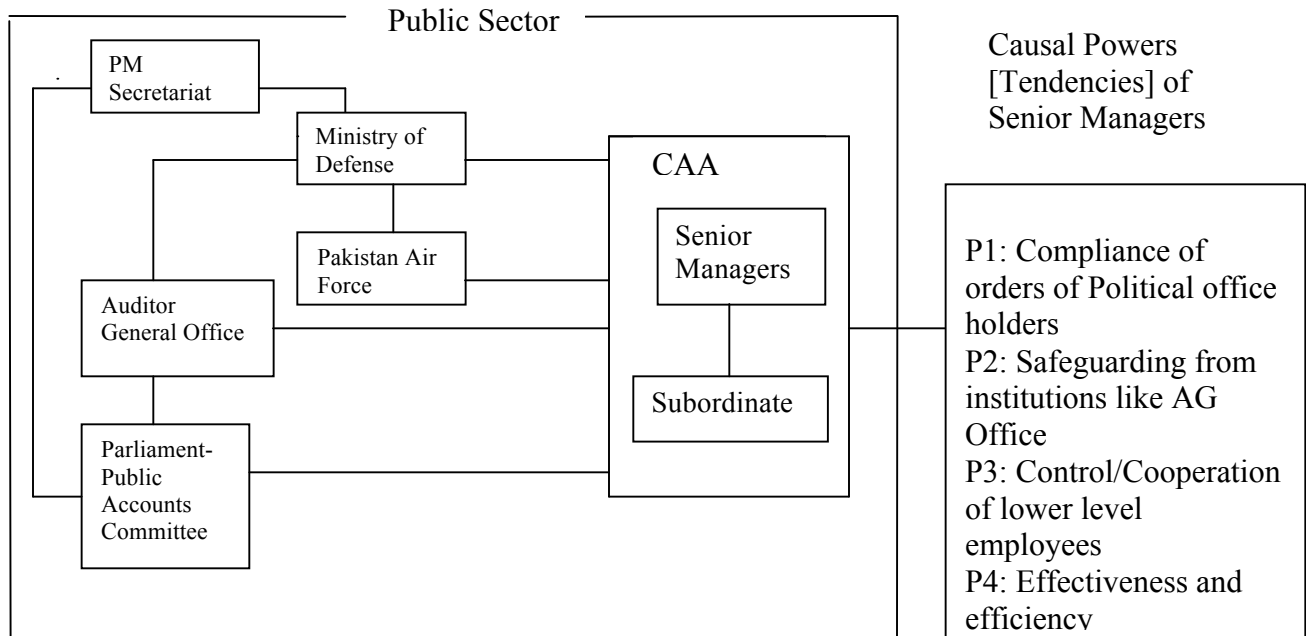 Public Sector
PM
Secretariat
Ministry of
Defense
Pakistan Air
Force
Auditor
General Office
Parliament-
Public
Accounts
Committee
CAA
Senior
Managers
Subordinate
Causal Powers
[Tendencies] of
Senior Managers
P1: Compliance of
orders of Political office
holders
P2: Safeguarding from
institutions like AG
Office
P3: Control/Cooperation
of lower level
employees
P4: Effectiveness and
efficiency